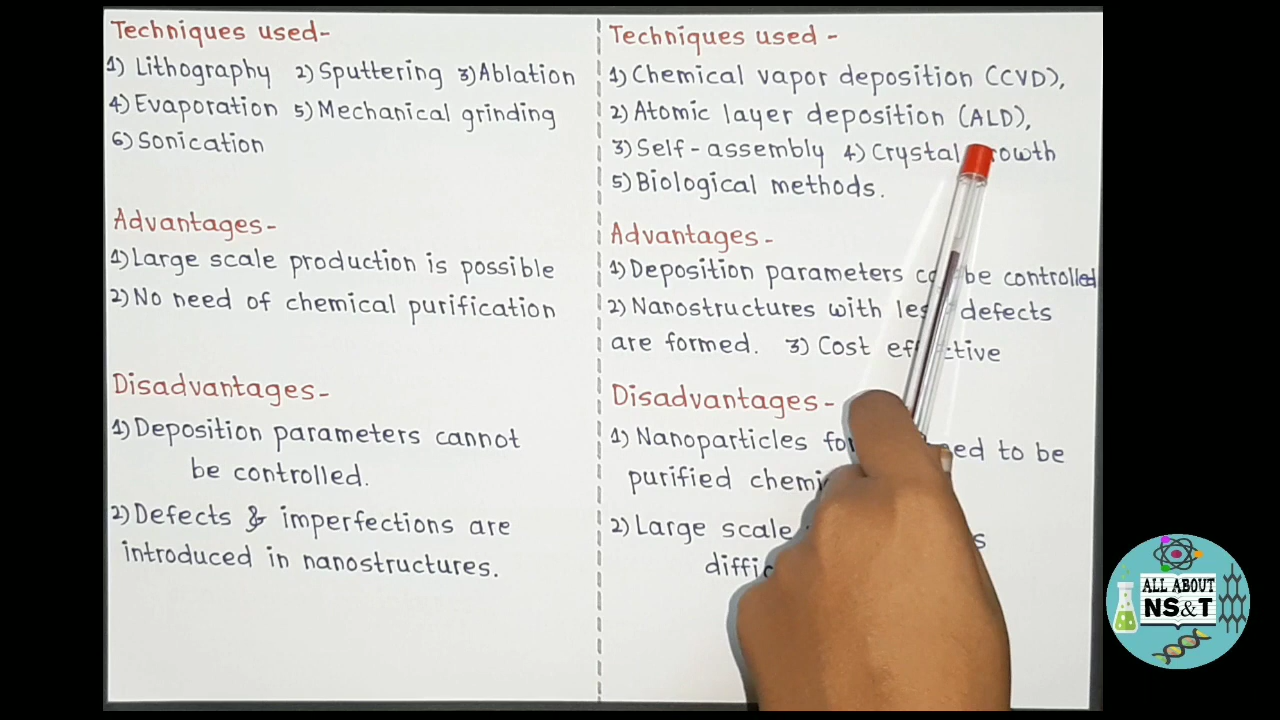 Techniques used-
1) Lithography 2) Sputtering 3) Ablation
4) Evaporation 5) Mechanical grinding
6) Sonication
Advantages-
1) Large scale production is possible
2) No need of chemical purification
Disadvantages-
1) Deposition parameters cannot
be controlled.
2) Defects & imperfections are
introduced in nanostructures.
Techniques used -
1) Chemical vapor deposition (CVD),
2) Atomic layer deposition (ALD),
3) Self-assembly 4) Crystal
5) Biological methods.
Advantages -
1) Deposition parameters be controlled
2) Nanostructures with defects
are formed. 3) Cost
Disadvantages -
1) Nanoparticles to be
purified
2) Large scale
ALL ABOUT
NS&T